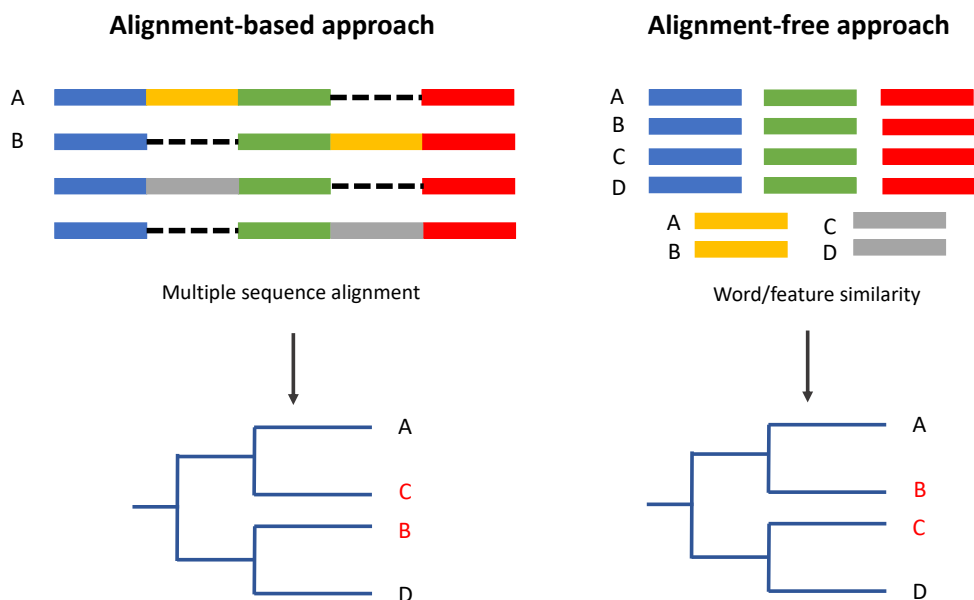 Alignment-based approach
A
B
Multiple sequence alignment
A
C
B
D
Alignment-free approach
A
B
C
D
A
B
C
D
Word/feature similarity
A
B
C
D